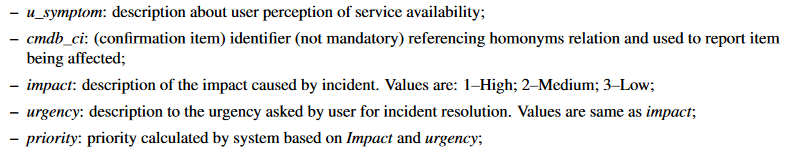 – u_symptom: description about user perception of service availability;
– cmdb_ci: (confirmation item) identifier (not mandatory) referencing homonyms relation and used to report item
being affected;
– impact: description of the impact caused by incident. Values are: 1–High; 2–Medium; 3–Low;
– urgency: description to the urgency asked by user for incident resolution. Values are same as impact;
– priority: priority calculated by system based on Impact and urgency;